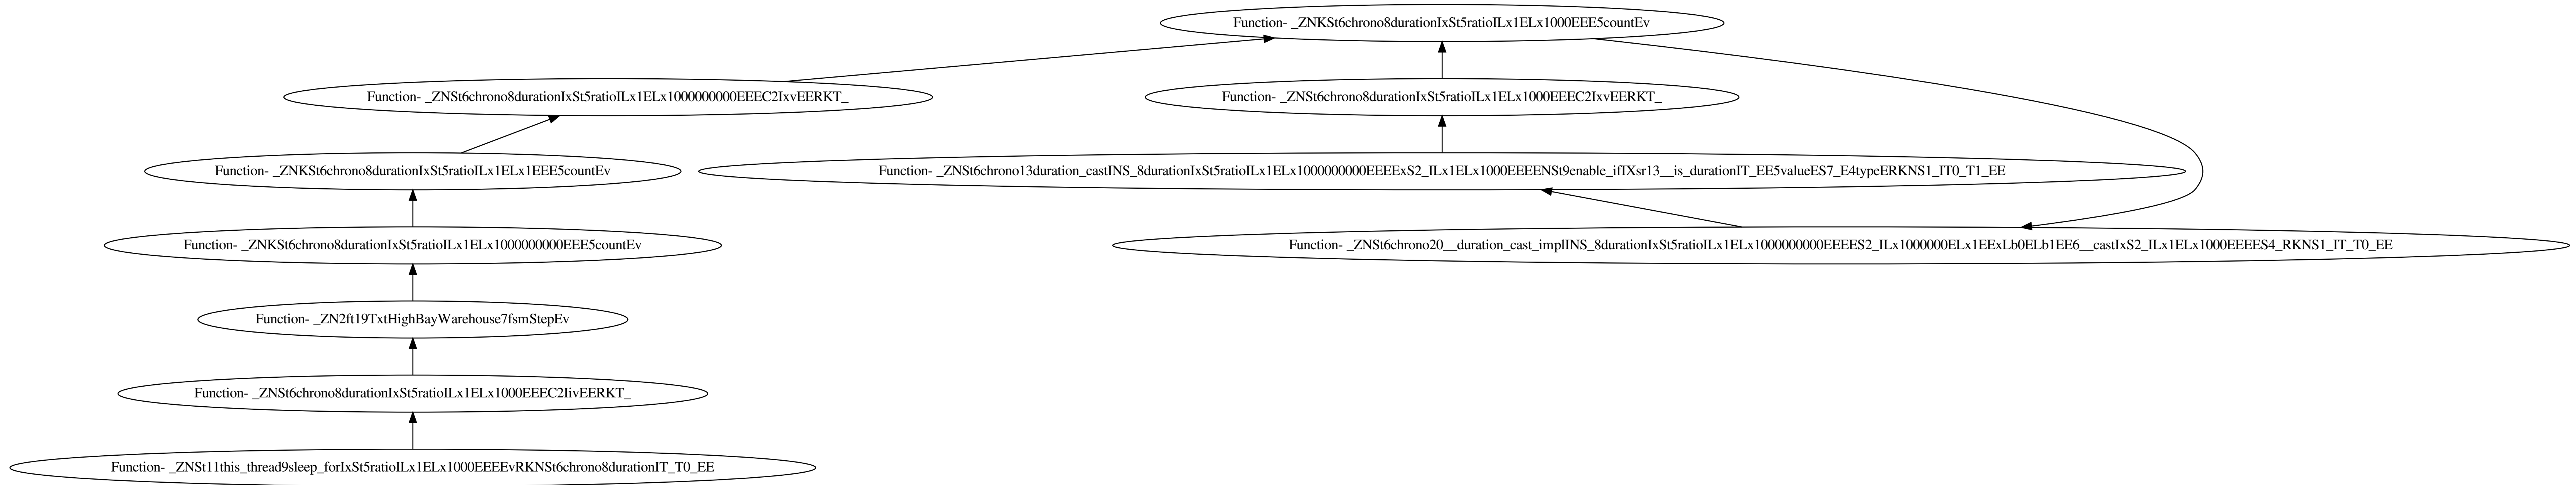 Function- _ZNKSt6chrono8durationIxSt5ratioILx1ELx1000EEE5countEv
Function- _ZNSt6chrono8durationIxSt5ratioILx1ELx1000000000EEEC2IxvEERKT_
Function- _ZNSt6chrono8durationIxSt5ratioILx1ELx1000EEEC2IxvEERKT_
Function- _ZNKSt6chrono8durationIxSt5ratioILx1ELx1EEE5countEv
Function- _ZNSt6chrono13duration_castINS_8durationIxSt5ratioILx1ELx1000000000EEEExS2_ILx1ELx1000EEEENSt9enable_ifIXsr13__is_durationIT_EE5valueES7_E4typeERKNS1_IT0_T1_EE
Function- _ZNKSt6chrono8durationIxSt5ratioILx1ELx1000000000EEE5countEv
Function- _ZNSt6chrono20__duration_cast_implINS_8durationIxSt5ratioILx1ELx1000000000EEEES2_ILx1000000ELx1EExLb0ELb1EE6__castIxS2_ILx1ELx1000EEEES4_RKNS1_IT_T0_EE
Function- _ZN2ft19TxtHighBayWarehouse7fsmStepEv
Function- _ZNSt6chrono8durationIxSt5ratioILx1ELx1000EEEC2IivEERKT_
Function- _ZNSt11this_thread9sleep_forIxSt5ratioILx1ELx1000EEEEvRKNSt6chrono8durationIT_T0_EE